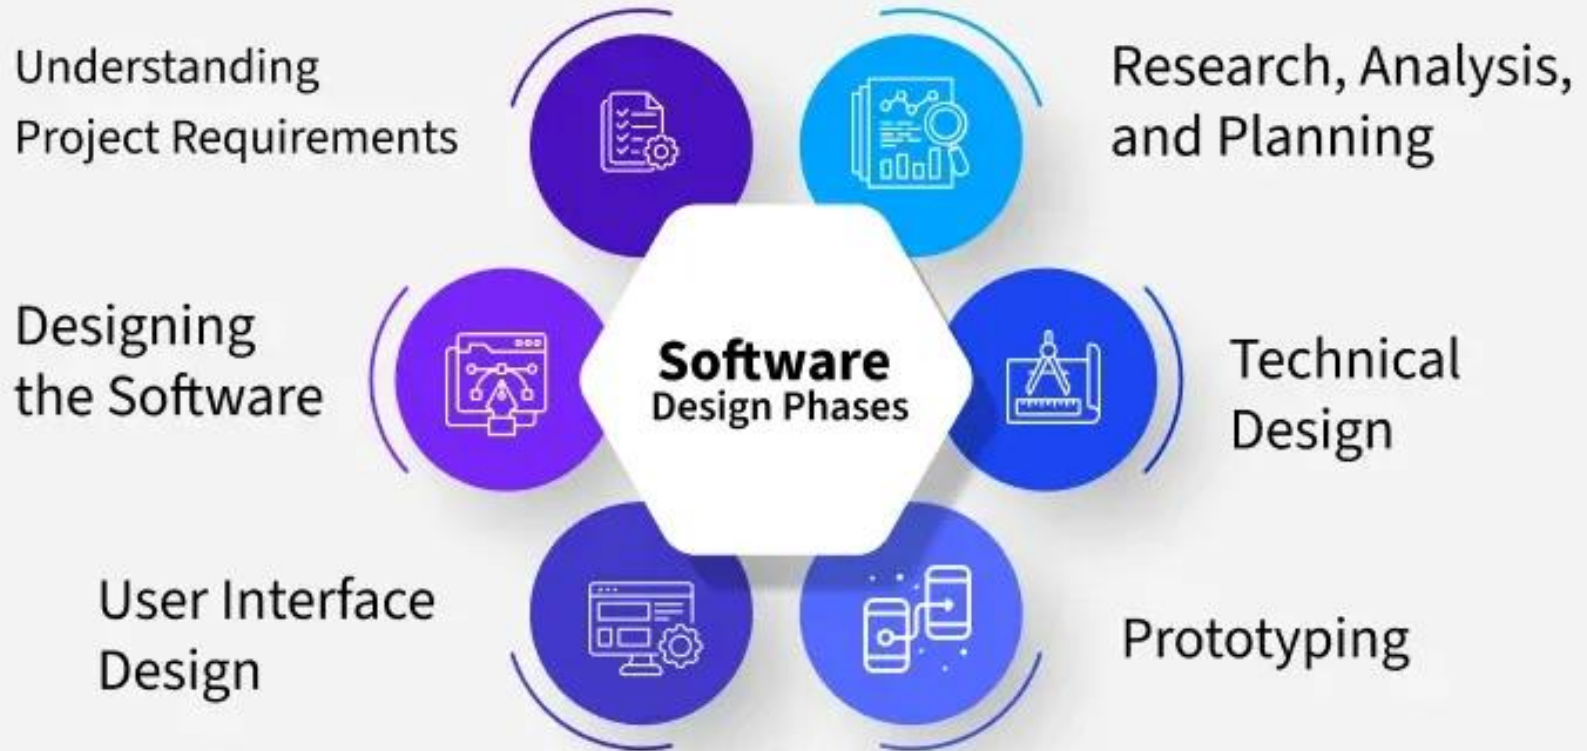 Understanding
Project Requirements
Research, Analysis,
and Planning
Designing
the Software
Software
Design Phases
Technical
Design
User Interface
Design
Prototyping